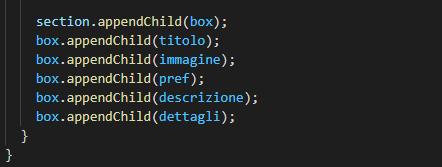 section.appendChild(box);
box.appendChild(titolo);
box.appendChild(immagine);
box.appendChild(pref);
box.appendChild(descrizione);
box.appendChild(dettagli);
}
}